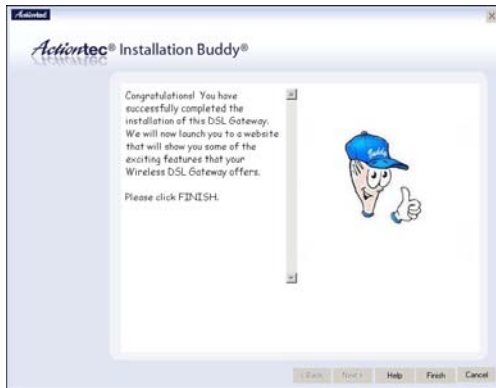 Actiontec
Actiontec® Installation Buddy®
Congratulations! You have
successfully completed the
installation of this DSL Gateway.
We will now launch you to a website
that will show you some of the
exciting features that your
Wireless DSL Gateway offers.
Please click FINISH.
Buddy
< Back Next > Help Finish Cancel